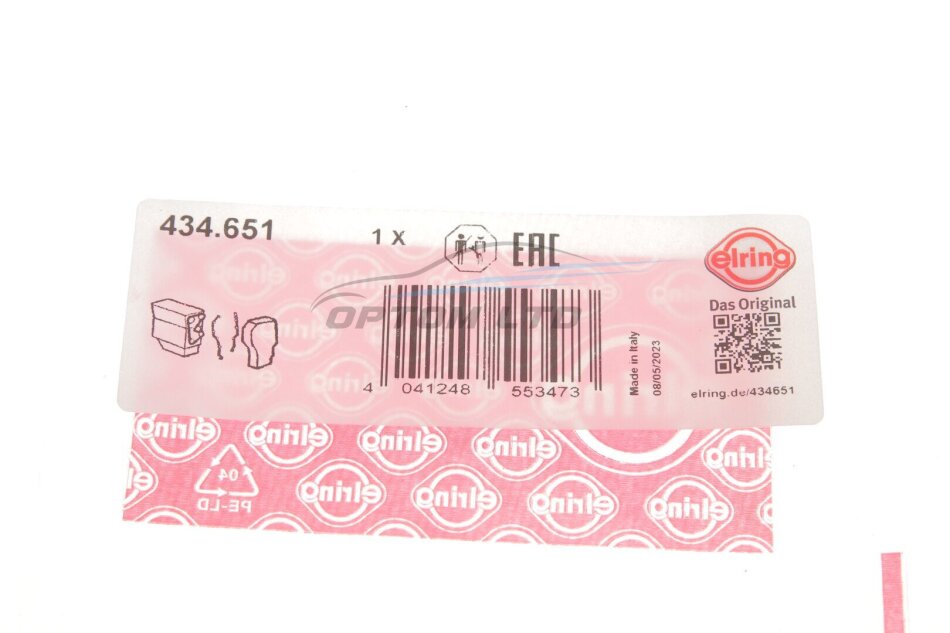 434.651
1 X
EAC
elring
Das Original
OPTOM LTD
4 041248 553473
Made in Italy
08/05/2023
elring.de/434651
elring elring elring elring elring
elring elring elring elring
04
PE-LD